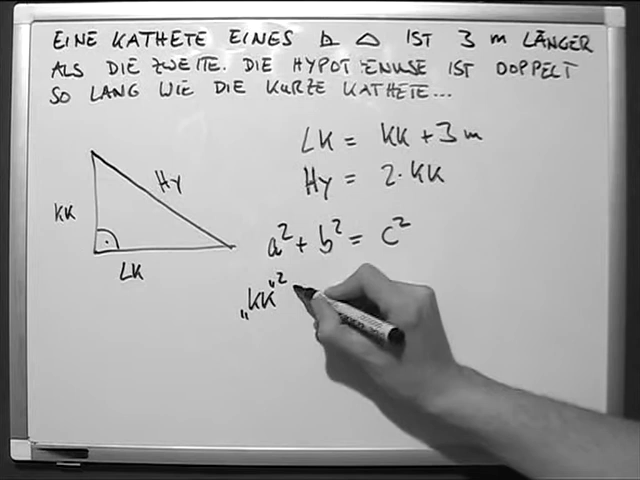 EINE KATHETE EINES ⊾ △ IST 3 m LÄNGER
ALS DIE ZWEITE. DIE HYPOTENUSE IST DOPPELT
SO LANG WIE DIE KURZE KATHETE...
LK = KK + 3 m
Hy = 2·KK
Hy
KK
LK
a² + b² = c²
„KK"²